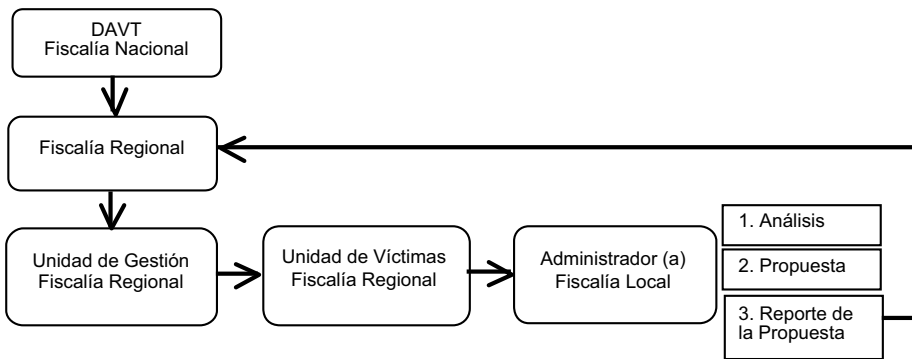 DAVT
Fiscalía Nacional
Fiscalía Regional
Unidad de Gestión
Fiscalía Regional
Unidad de Víctimas
Fiscalía Regional
Administrador (a)
Fiscalía Local
1. Análisis
2. Propuesta
3. Reporte de
la Propuesta